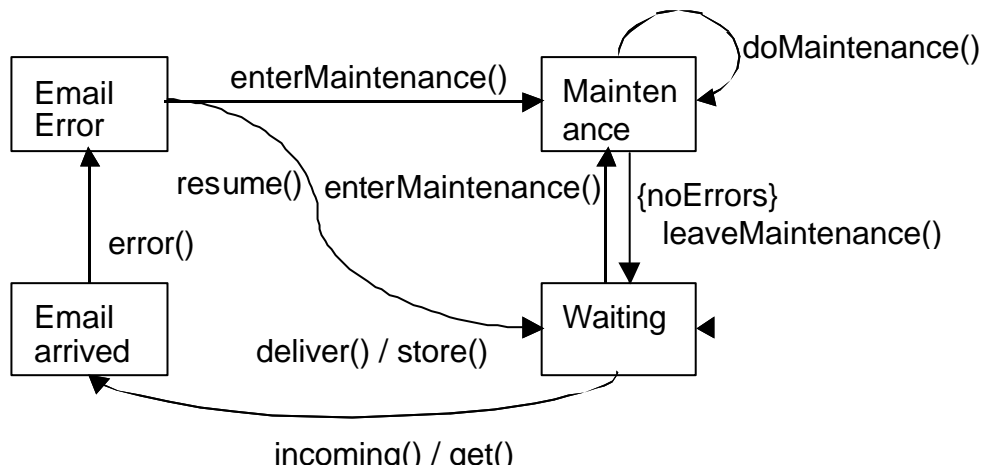 doMaintenance()
enterMaintenance()
Email
Error
Mainten
ance
resume()
enterMaintenance()
{noErrors}
leaveMaintenance()
error()
Email
arrived
Waiting
deliver() / store()
incoming() / get()